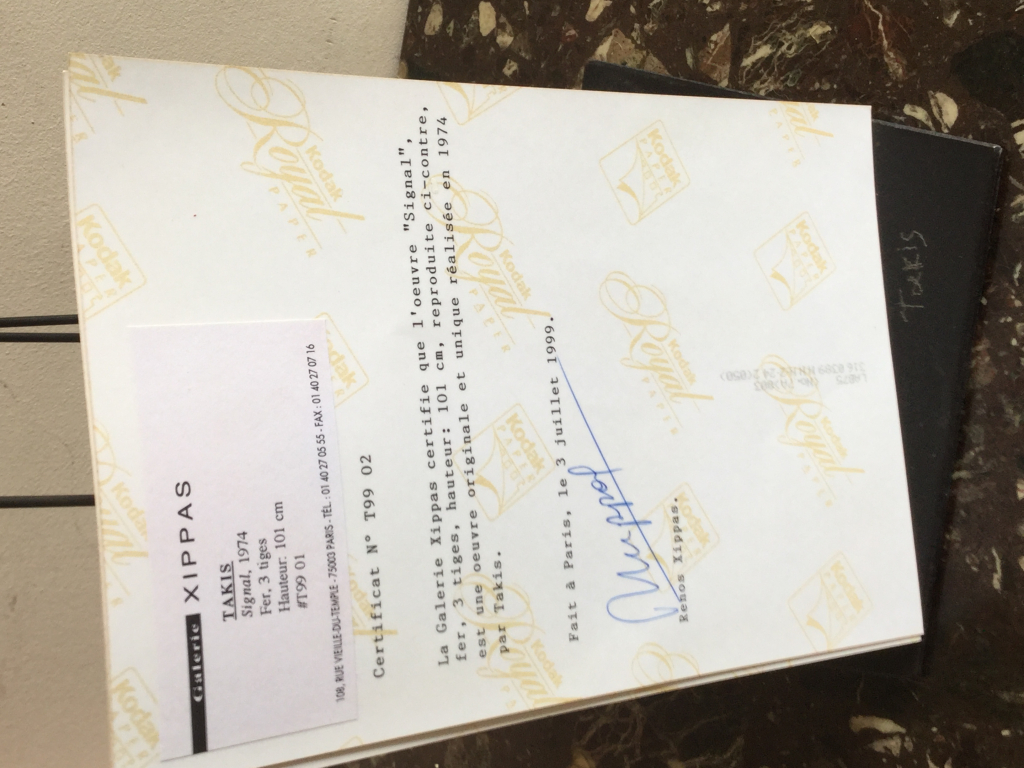 Galerie XIPPAS
TAKIS
Signal, 1974
Fer, 3 tiges
Hauteur: 101 cm
#T99 01
108, RUE VIEILLE-DU-TEMPLE - 75003 PARIS - TÉL : 01 40 27 05 55 - FAX : 01 40 27 07 16
Certificat N° T99 02
La Galerie Xippas certifie que l'oeuvre "Signal",
fer, 3 tiges, hauteur: 101 cm, reproduite ci-contre,
est une oeuvre originale et unique réalisée en 1974
par Takis.
Fait à Paris, le 3 juillet 1999.
Renos Xippas.
Kodak
Royal
PAPER
TAKIS